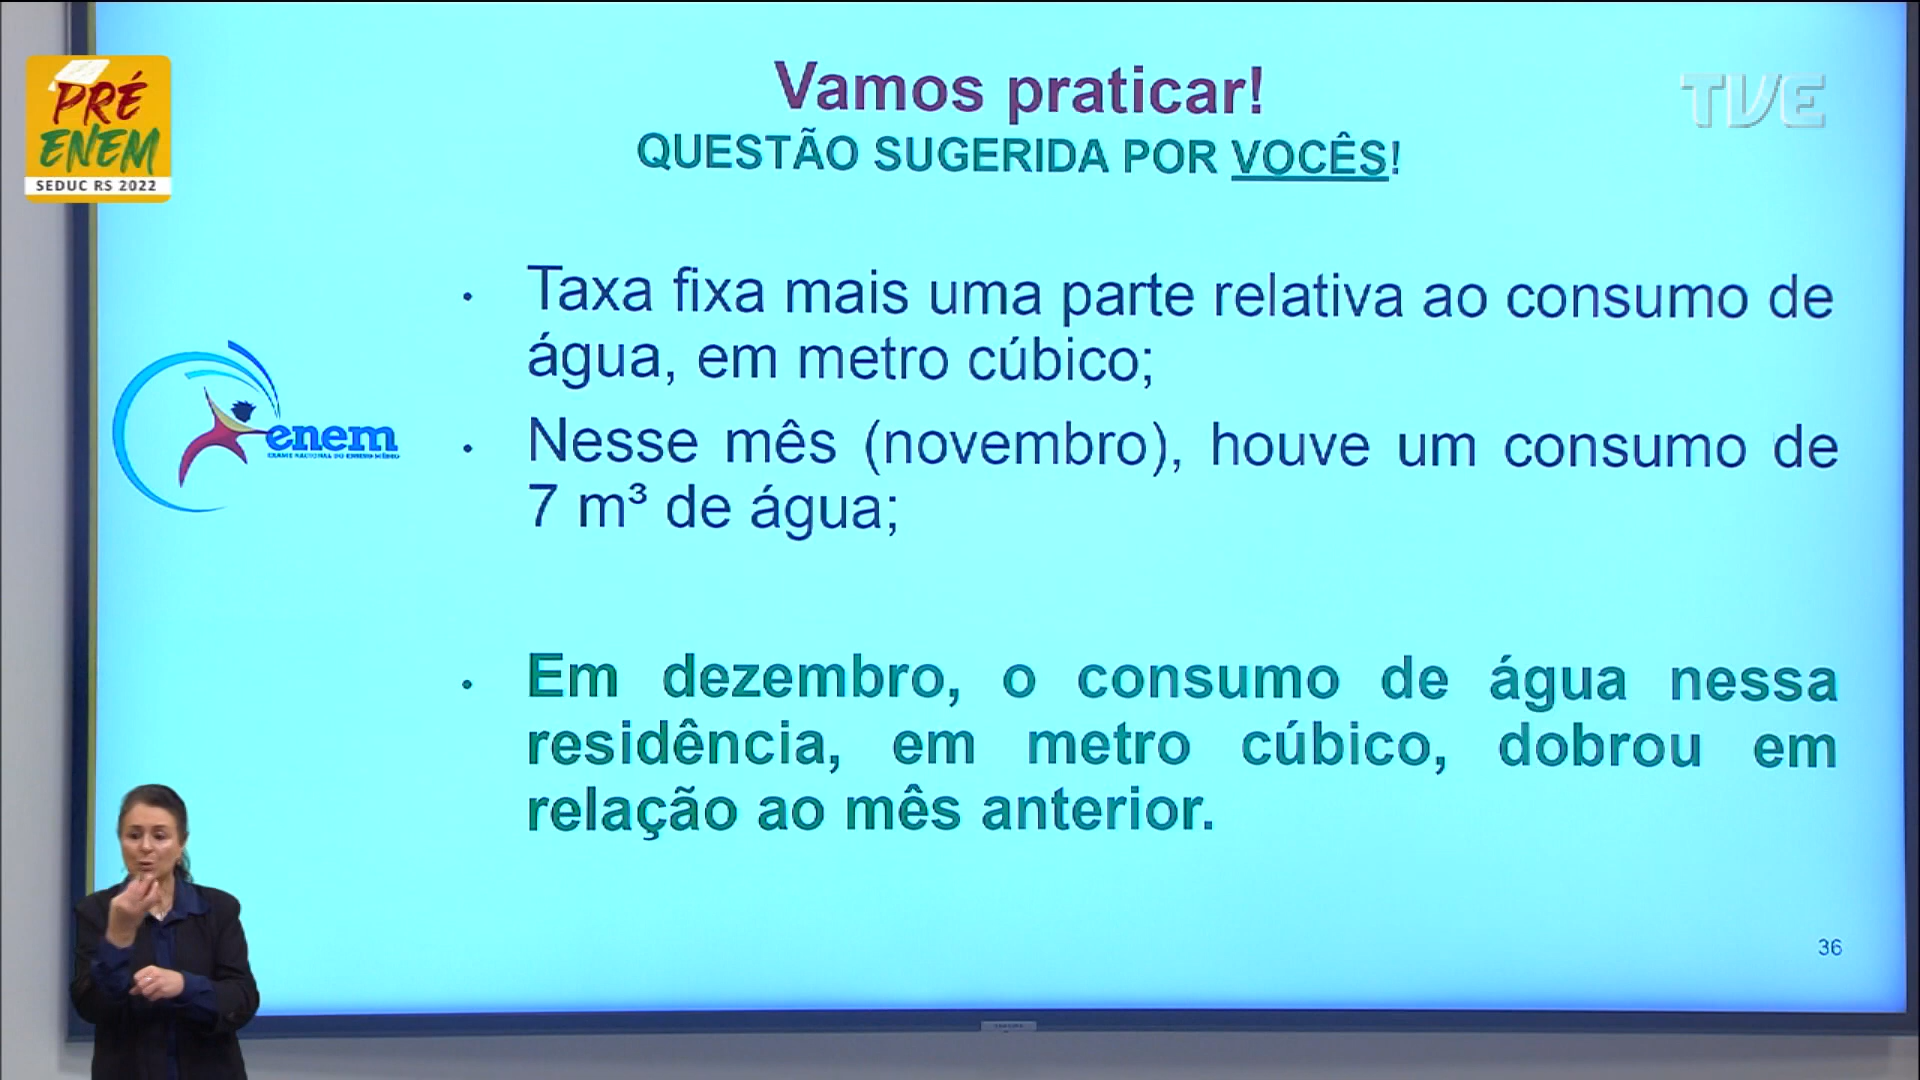 PRÉ
ENEM
SEDUC RS 2022
TVE
Vamos praticar!
QUESTÃO SUGERIDA POR VOCÊS!
• Taxa fixa mais uma parte relativa ao consumo de
água, em metro cúbico;
enem
EXAME NACIONAL DO ENSINO MÉDIO
• Nesse mês (novembro), houve um consumo de
7 m³ de água;
• Em dezembro, o consumo de água nessa
residência, em metro cúbico, dobrou em
relação ao mês anterior.
36